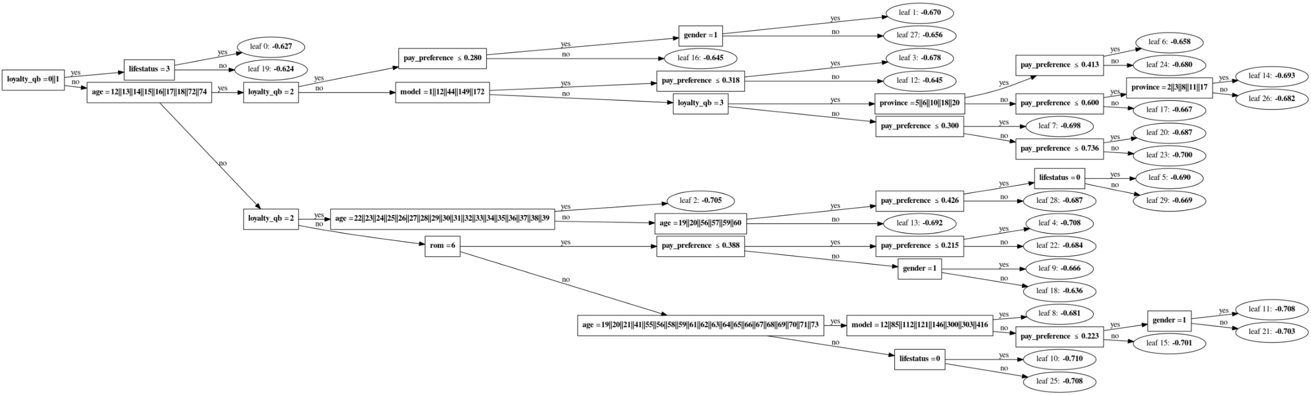 loyalty_qb =0||1
yes
no
lifestatus =3
yes
no
leaf 0: -0.627
leaf 19: -0.624
age =12||13||14||15||16||17||18||72||74
yes
no
loyalty_qb =2
yes
no
pay_preference ≤ 0.280
yes
no
gender =1
yes
no
leaf 1: -0.670
leaf 27: -0.656
leaf 16: -0.645
model =1||12||44||149||172
yes
no
pay_preference ≤ 0.318
yes
no
leaf 3: -0.678
leaf 12: -0.645
loyalty_qb =3
yes
no
province =5||6||10||18||20
yes
no
pay_preference ≤ 0.413
yes
no
leaf 6: -0.658
leaf 24: -0.680
pay_preference ≤ 0.600
yes
no
province =2||3||8||11||17
yes
no
leaf 14: -0.693
leaf 26: -0.682
leaf 17: -0.667
pay_preference ≤ 0.300
yes
no
leaf 7: -0.698
pay_preference ≤ 0.736
yes
no
leaf 20: -0.687
leaf 23: -0.700
loyalty_qb =2
yes
no
age =22||23||24||25||26||27||28||29||30||31||32||33||34||35||36||37||38||39
yes
no
leaf 2: -0.705
age =19||20||56||57||59||60
yes
no
pay_preference ≤ 0.426
yes
no
lifestatus =0
yes
no
leaf 5: -0.690
leaf 29: -0.669
leaf 28: -0.687
leaf 13: -0.692
rom =6
yes
no
pay_preference ≤ 0.388
yes
no
pay_preference ≤ 0.215
yes
no
leaf 4: -0.708
leaf 22: -0.684
gender =1
yes
no
leaf 9: -0.666
leaf 18: -0.636
age =19||20||21||41||55||56||58||59||61||62||63||64||65||66||67||68||69||70||71||73
yes
no
model =12||85||112||121||146||300||303||416
yes
no
leaf 8: -0.681
pay_preference ≤ 0.223
yes
no
gender =1
yes
no
leaf 11: -0.708
leaf 21: -0.703
leaf 15: -0.701
lifestatus =0
yes
no
leaf 10: -0.710
leaf 25: -0.708